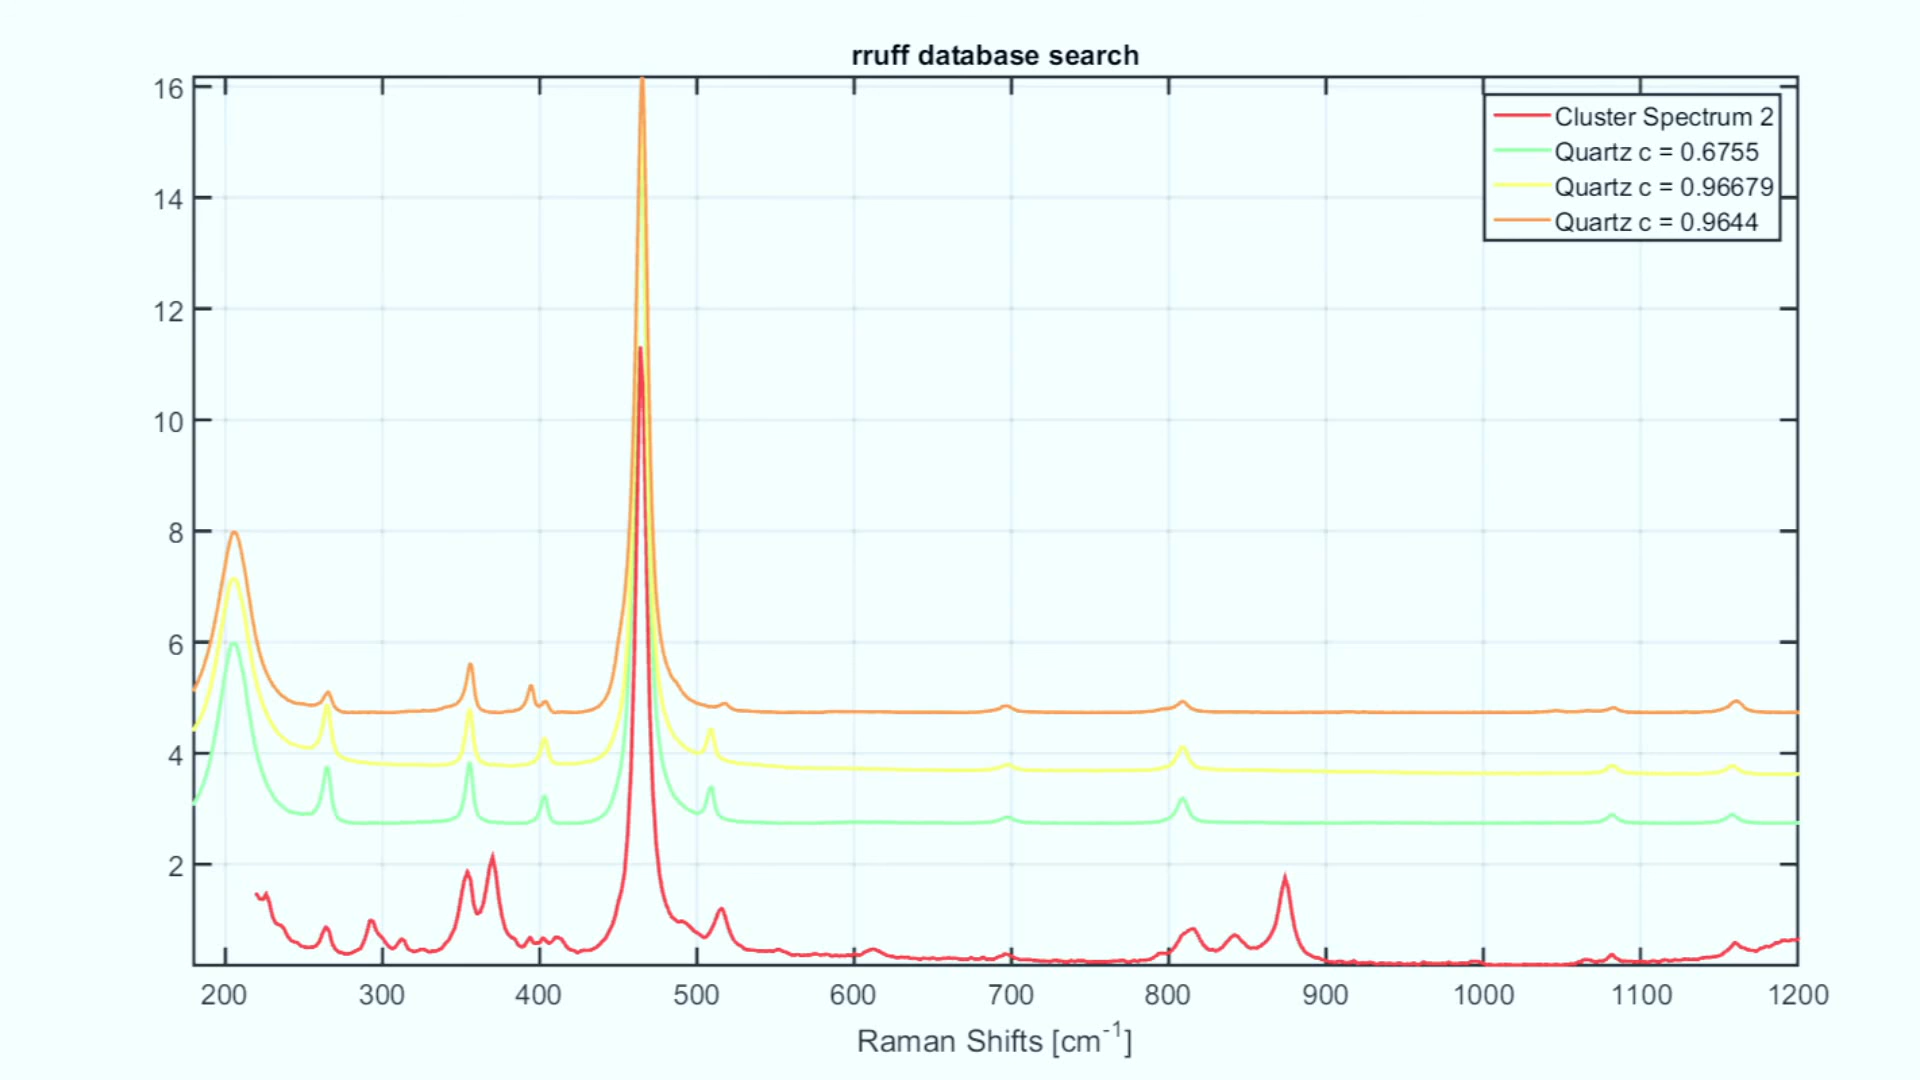 rruff database search
16
14
12
10
8
6
4
2
Cluster Spectrum 2
Quartz c = 0.6755
Quartz c = 0.96679
Quartz c = 0.9644
200 300 400 500 600 700 800 900 1000 1100 1200
Raman Shifts [cm⁻¹]